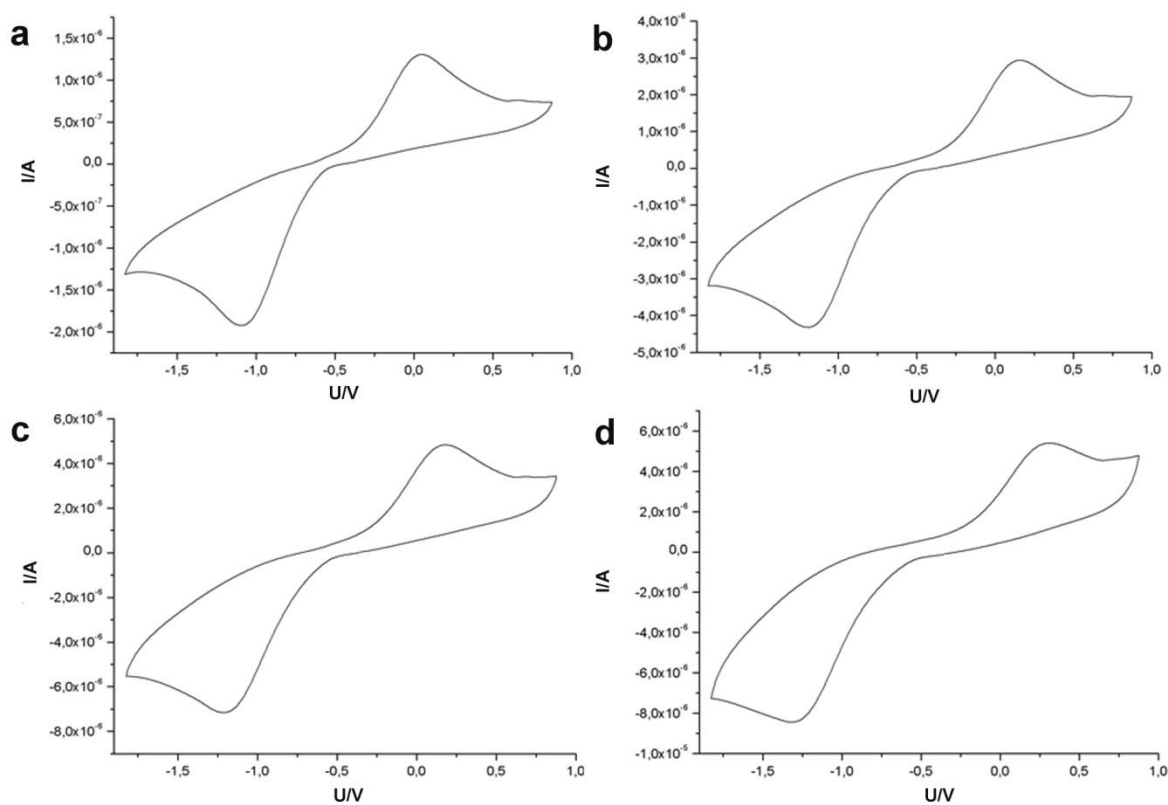 a
1,5x10⁻⁶
1,0x10⁻⁶
5,0x10⁻⁷
0,0
-5,0x10⁻⁷
-1,0x10⁻⁶
-1,5x10⁻⁶
-2,0x10⁻⁶
I/A
-1,5
-1,0
-0,5
0,0
0,5
1,0
U/V
b
4,0x10⁻⁶
3,0x10⁻⁶
2,0x10⁻⁶
1,0x10⁻⁶
0,0
-1,0x10⁻⁶
-2,0x10⁻⁶
-3,0x10⁻⁶
-4,0x10⁻⁶
-5,0x10⁻⁶
I/A
-1,5
-1,0
-0,5
0,0
0,5
1,0
U/V
c
6,0x10⁻⁶
4,0x10⁻⁶
2,0x10⁻⁶
0,0
-2,0x10⁻⁶
-4,0x10⁻⁶
-6,0x10⁻⁶
-8,0x10⁻⁶
I/A
-1,5
-1,0
-0,5
0,0
0,5
1,0
U/V
d
6,0x10⁻⁶
4,0x10⁻⁶
2,0x10⁻⁶
0,0
-2,0x10⁻⁶
-4,0x10⁻⁶
-6,0x10⁻⁶
-8,0x10⁻⁶
-1,0x10⁻⁵
I/A
-1,5
-1,0
-0,5
0,0
0,5
1,0
U/V